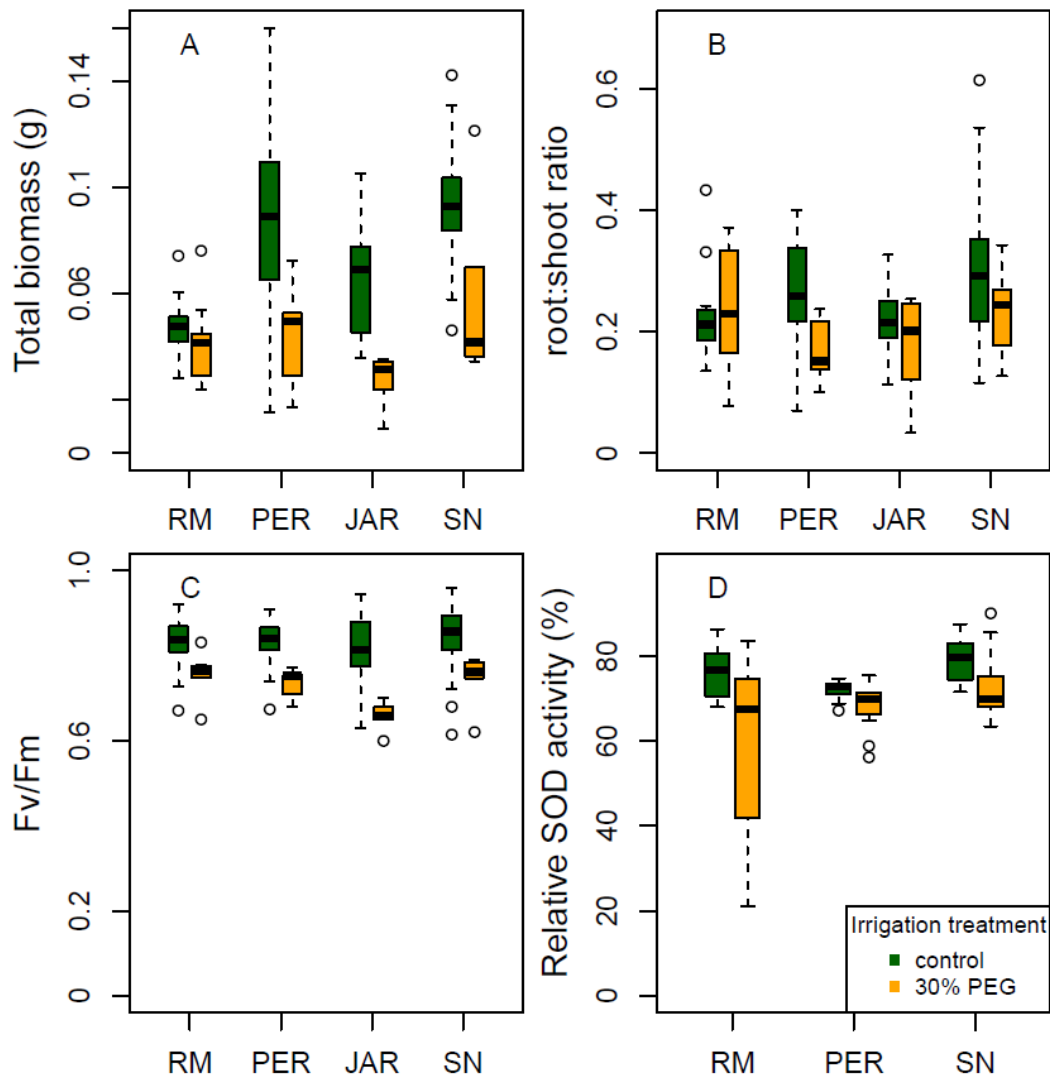 A
Total biomass (g)
0.14
0.1
0.06
0
RM PER JAR SN
B
root:shoot ratio
0.6
0.4
0.2
0
RM PER JAR SN
C
Fv/Fm
1.0
0.6
0.2
0
RM PER JAR SN
D
Relative SOD activity (%)
80
60
40
20
0
RM PER SN
Irrigation treatment
control
30% PEG